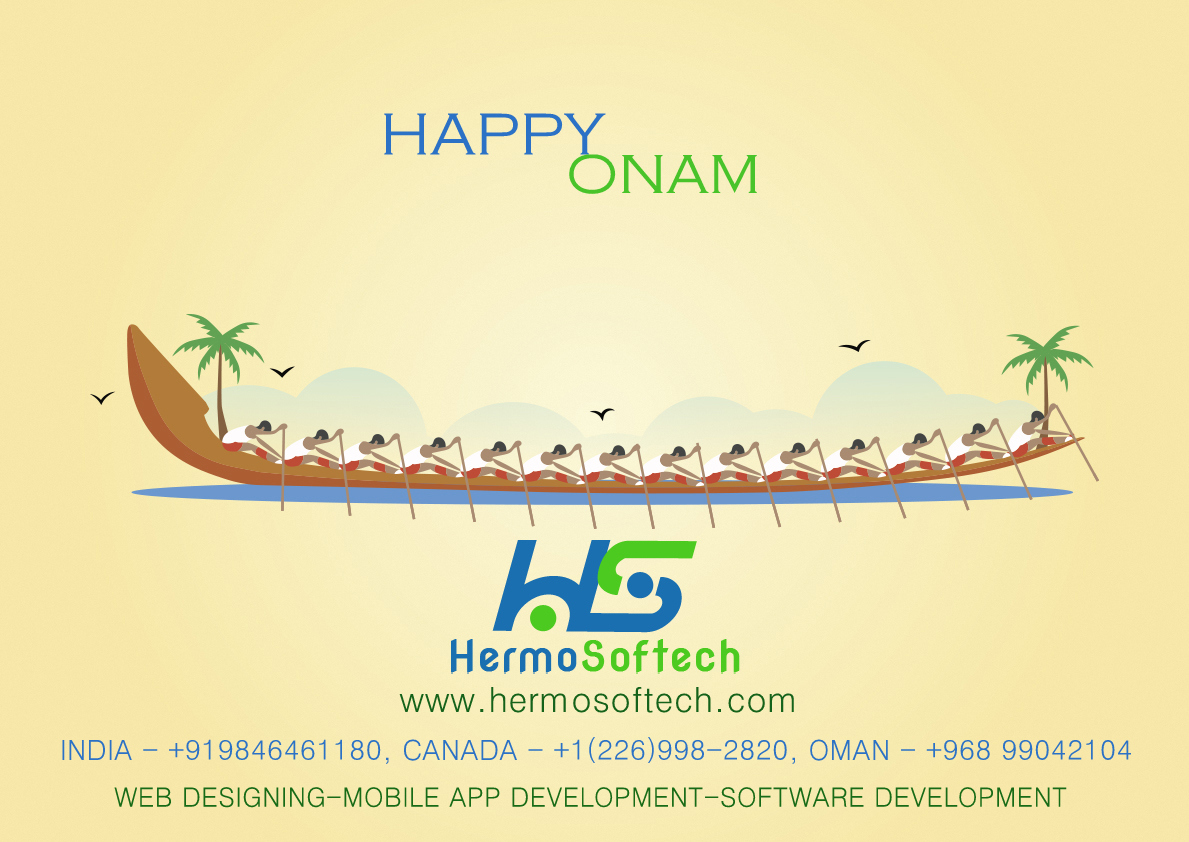 HAPPY
ONAM
HS
HermoSoftech
www.hermosoftech.com
INDIA - +919846461180, CANADA - +1(226)998-2820, OMAN - +968 99042104
WEB DESIGNING-MOBILE APP DEVELOPMENT-SOFTWARE DEVELOPMENT